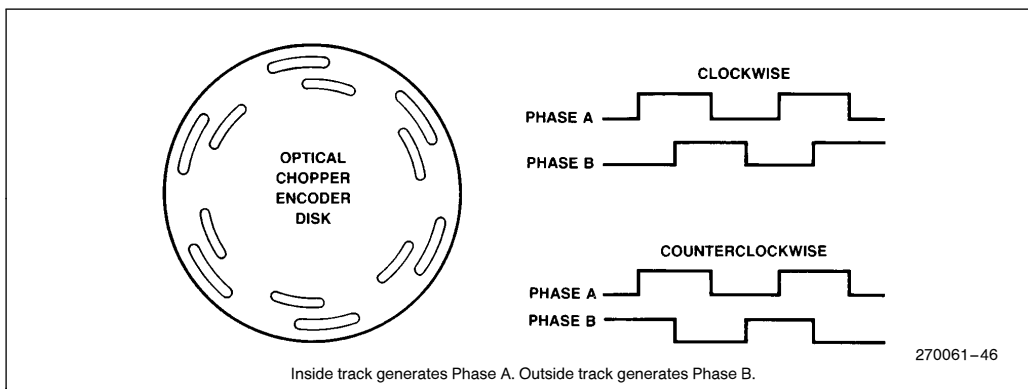 OPTICAL
CHOPPER
ENCODER
DISK
CLOCKWISE
PHASE A
PHASE B
COUNTERCLOCKWISE
PHASE A
PHASE B
270061–46
Inside track generates Phase A. Outside track generates Phase B.